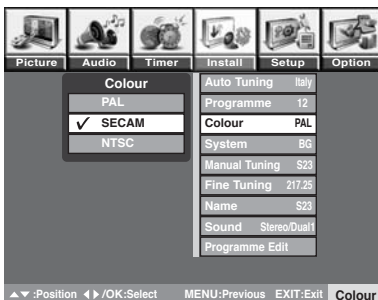 Picture Audio Timer Install Setup Option
Colour
PAL
✓ SECAM
NTSC
Auto Tuning Italy
Programme 12
Colour PAL
System BG
Manual Tuning S23
Fine Tuning 217.25
Name S23
Sound Stereo/Dual1
Programme Edit
▲▼ :Position ◀ ▶ /OK:Select MENU:Previous EXIT:Exit Colour